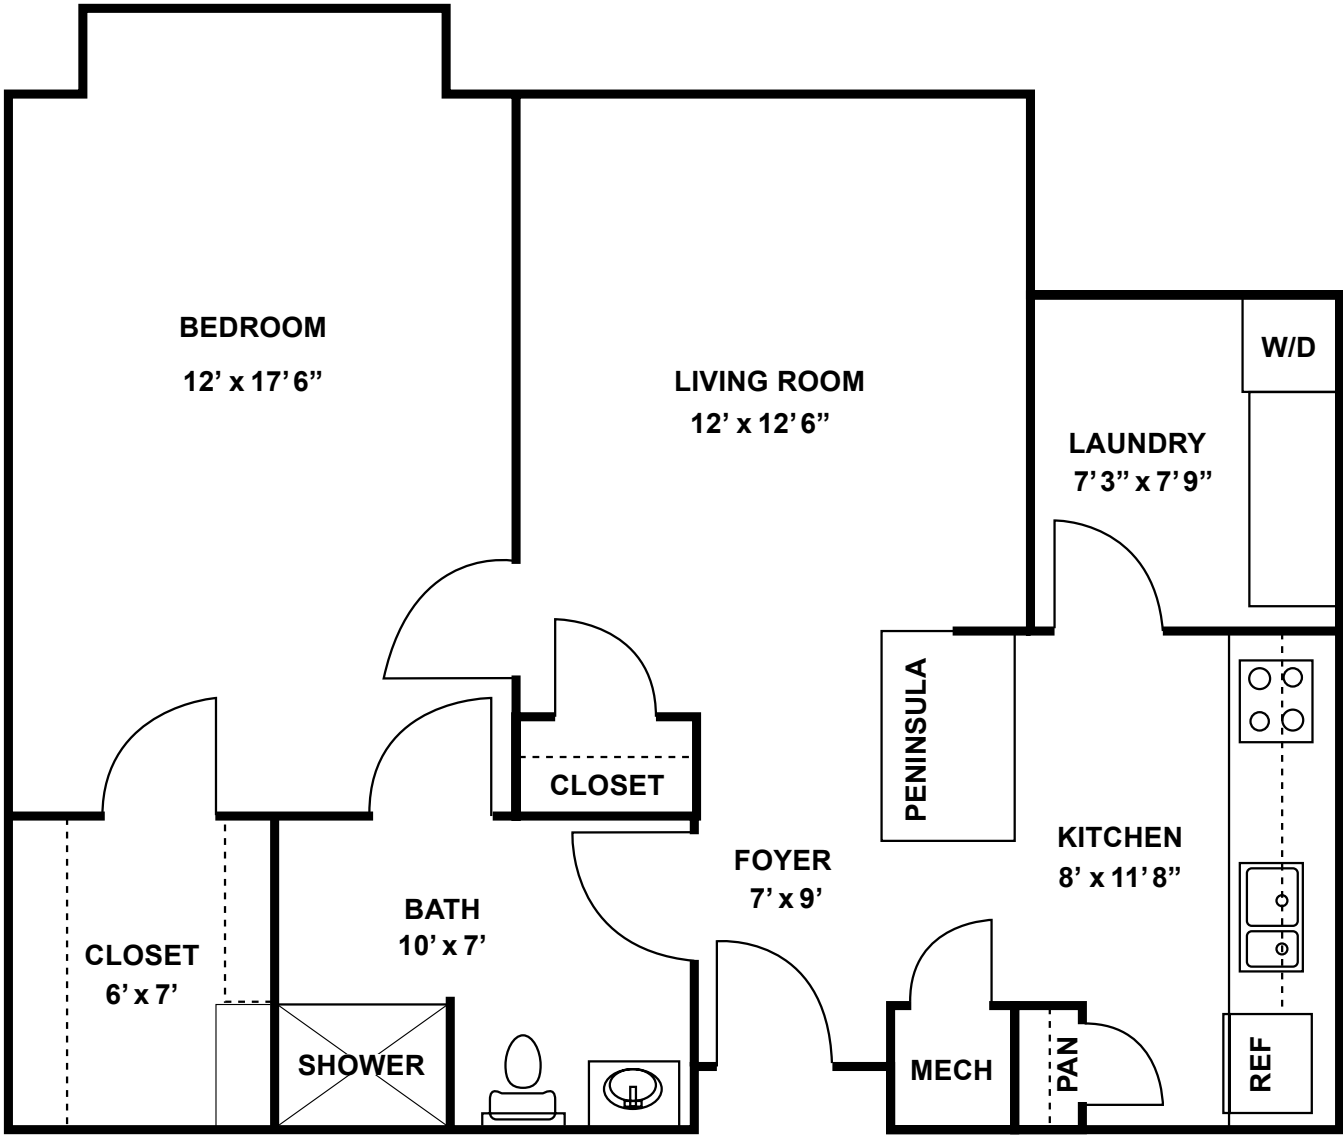 BEDROOM
12’ x 17’ 6”
LIVING ROOM
12’ x 12’ 6”
W/D
LAUNDRY
7’ 3” x 7’ 9”
CLOSET
PENINSULA
KITCHEN
8’ x 11’ 8”
FOYER
7’ x 9’
BATH
10’ x 7’
CLOSET
6’ x 7’
SHOWER
MECH
PAN
REF